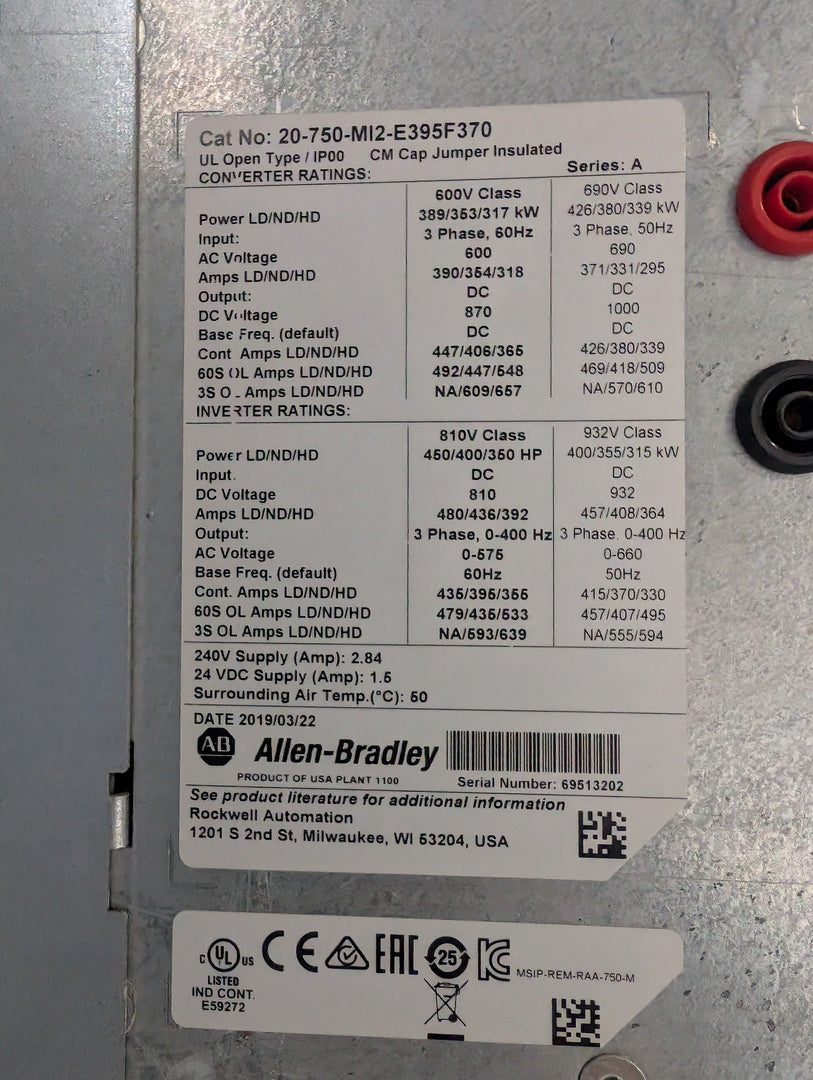 Cat No: 20-750-MI2-E395F370
UL Open Type / IP00 CM Cap Jumper Insulated
CONVERTER RATINGS: Series: A
600V Class 690V Class
Power LD/ND/HD 389/353/317 kW 426/380/339 kW
Input: 3 Phase, 60Hz 3 Phase, 50Hz
AC Voltage 600 690
Amps LD/ND/HD 390/354/318 371/331/295
Output: DC DC
DC Voltage 870 1000
Base Freq. (default) DC DC
Cont Amps LD/ND/HD 447/406/365 426/380/339
60S OL Amps LD/ND/HD 492/447/548 469/418/509
3S OL Amps LD/ND/HD NA/609/657 NA/570/610
INVERTER RATINGS:
810V Class 932V Class
Power LD/ND/HD 450/400/350 HP 400/355/315 kW
Input. DC DC
DC Voltage 810 932
Amps LD/ND/HD 480/436/392 457/408/364
Output: 3 Phase, 0-400 Hz 3 Phase. 0-400 Hz
AC Voltage 0-575 0-660
Base Freq. (default) 60Hz 50Hz
Cont. Amps LD/ND/HD 435/395/355 415/370/330
60S OL Amps LD/ND/HD 479/435/533 457/407/495
3S OL Amps LD/ND/HD NA/593/639 NA/555/594
240V Supply (Amp): 2.84
24 VDC Supply (Amp): 1.5
Surrounding Air Temp.(°C): 50
DATE 2019/03/22
AB Allen-Bradley
PRODUCT OF USA PLANT 1100
Serial Number: 69513202
See product literature for additional information
Rockwell Automation
1201 S 2nd St, Milwaukee, WI 53204, USA
C UL US CE EAC 25 KC
LISTED
IND CONT.
E59272
MSIP-REM-RAA-750-M